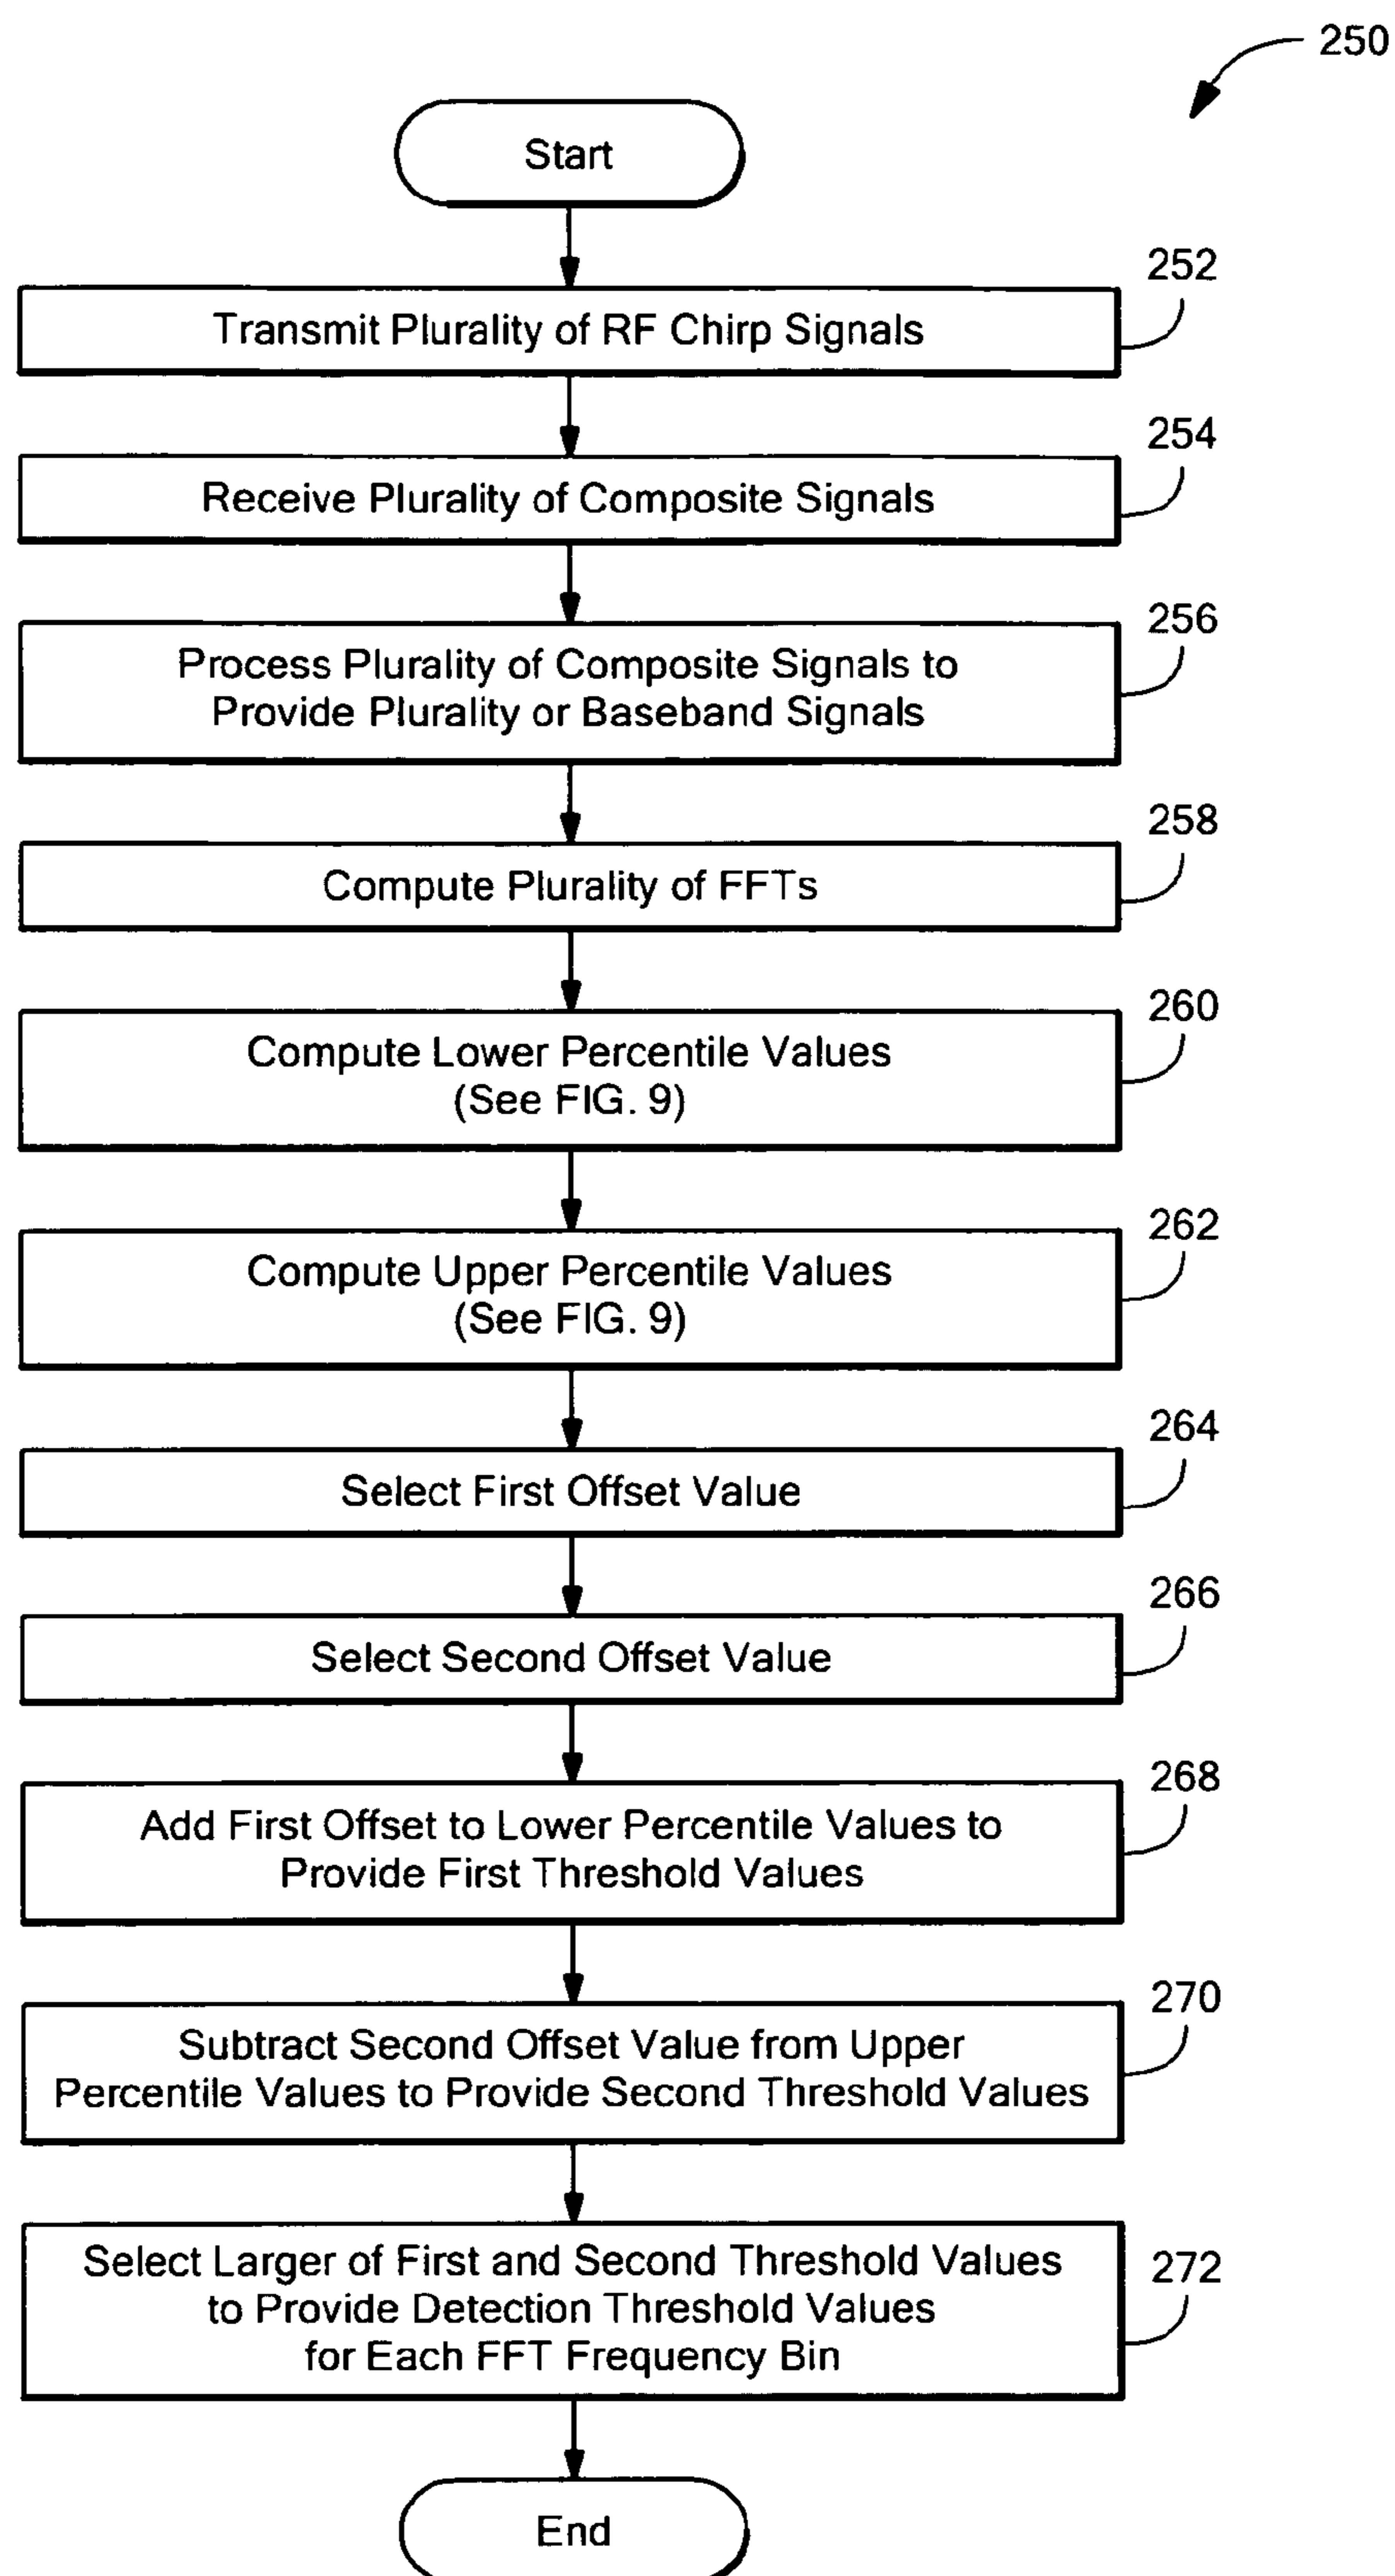 250
Start
252
Transmit Plurality of RF Chirp Signals
254
Receive Plurality of Composite Signals
256
Process Plurality of Composite Signals to
Provide Plurality or Baseband Signals
258
Compute Plurality of FFTs
260
Compute Lower Percentile Values
(See FIG. 9)
262
Compute Upper Percentile Values
(See FIG. 9)
264
Select First Offset Value
266
Select Second Offset Value
268
Add First Offset to Lower Percentile Values to
Provide First Threshold Values
270
Subtract Second Offset Value from Upper
Percentile Values to Provide Second Threshold Values
272
Select Larger of First and Second Threshold Values
to Provide Detection Threshold Values
for Each FFT Frequency Bin
End